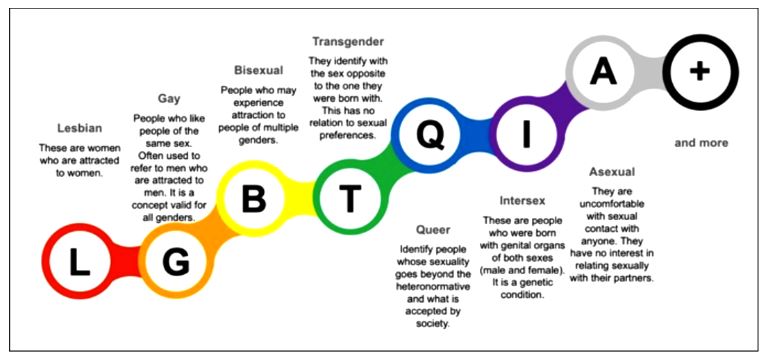 Lesbian
These are women
who are attracted
to women.
Gay
People who like
people of the
same sex.
Often used to
refer to men who
are attracted to
men. It is a
concept valid for
all genders.
Bisexual
People who may
experience
attraction to
people of multiple
genders.
Transgender
They identify with
the sex opposite
to the one they
were born with.
This has no
relation to sexual
preferences.
L
G
B
T
Q
I
A
+
Queer
Identify people
whose sexuality
goes beyond the
heteronormative
and what is
accepted by
society.
Intersex
These are people
who were born
with genital organs
of both sexes
(male and female).
It is a genetic
condition.
Asexual
They are
uncomfortable
with sexual
contact with
anyone. They
have no interest in
relating sexually
with their partners.
and more